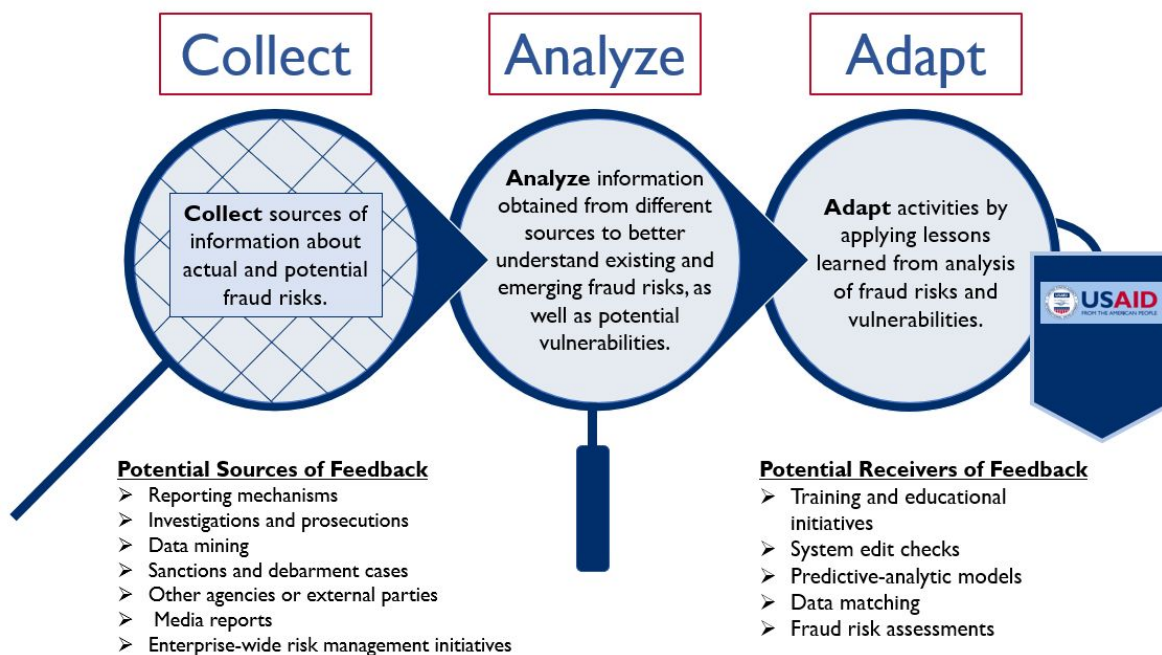 Collect
Analyze
Adapt
Collect sources of
information about
actual and potential
fraud risks.
Analyze information
obtained from different
sources to better
understand existing and
emerging fraud risks, as
well as potential
vulnerabilities.
Adapt activities by
applying lessons
learned from analysis
of fraud risks and
vulnerabilities.
USAID
FROM THE AMERICAN PEOPLE
Potential Sources of Feedback
➢ Reporting mechanisms
➢ Investigations and prosecutions
➢ Data mining
➢ Sanctions and debarment cases
➢ Other agencies or external parties
➢ Media reports
➢ Enterprise-wide risk management initiatives
Potential Receivers of Feedback
➢ Training and educational
initiatives
➢ System edit checks
➢ Predictive-analytic models
➢ Data matching
➢ Fraud risk assessments